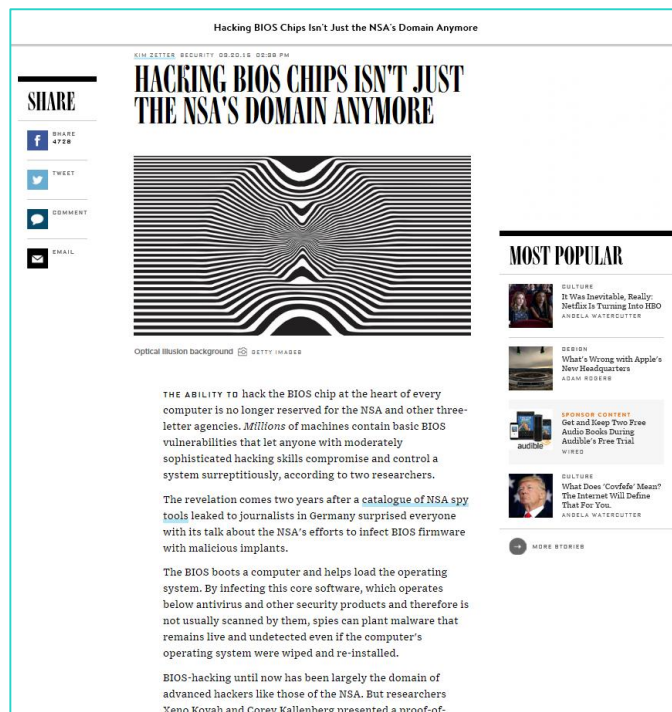 Hacking BIOS Chips Isn't Just the NSA's Domain Anymore
KIM ZETTER SECURITY 03.20.15 02:38 PM
HACKING BIOS CHIPS ISN'T JUST
THE NSA'S DOMAIN ANYMORE
SHARE
SHARE
4728
TWEET
COMMENT
EMAIL
Optical Illusion background GETTY IMAGES
THE ABILITY TO hack the BIOS chip at the heart of every
computer is no longer reserved for the NSA and other three-
letter agencies. Millions of machines contain basic BIOS
vulnerabilities that let anyone with moderately
sophisticated hacking skills compromise and control a
system surreptitiously, according to two researchers.
The revelation comes two years after a catalogue of NSA spy
tools leaked to journalists in Germany surprised everyone
with its talk about the NSA's efforts to infect BIOS firmware
with malicious implants.
The BIOS boots a computer and helps load the operating
system. By infecting this core software, which operates
below antivirus and other security products and therefore is
not usually scanned by them, spies can plant malware that
remains live and undetected even if the computer's
operating system were wiped and re-installed.
BIOS-hacking until now has been largely the domain of
advanced hackers like those of the NSA. But researchers
Xeno Kovah and Corey Kallenberg presented a proof-of-
MOST POPULAR
CULTURE
It Was Inevitable, Really:
Netflix Is Turning Into HBO
ANGELA WATERCUTTER
DESIGN
What's Wrong with Apple's
New Headquarters
ADAM ROGERS
audible
SPONSOR CONTENT
Get and Keep Two Free
Audio Books During
Audible's Free Trial
WIRED
CULTURE
What Does 'Covfefe' Mean?
The Internet Will Define
That For You.
ANGELA WATERCUTTER
MORE STORIES